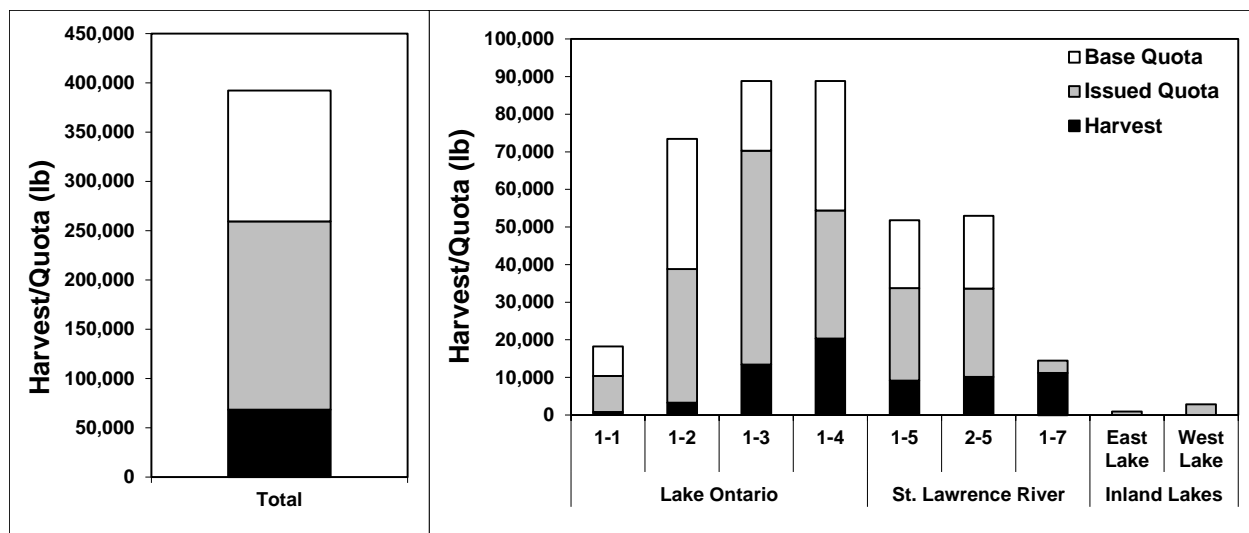 Harvest/Quota (lb)
450,000
400,000
350,000
300,000
250,000
200,000
150,000
100,000
50,000
0
Total
Harvest/Quota (lb)
100,000
90,000
80,000
70,000
60,000
50,000
40,000
30,000
20,000
10,000
0
Base Quota
Issued Quota
Harvest
1-1 1-2 1-3 1-4 1-5 2-5 1-7 East West
Lake Lake
Lake Ontario St. Lawrence River Inland Lakes